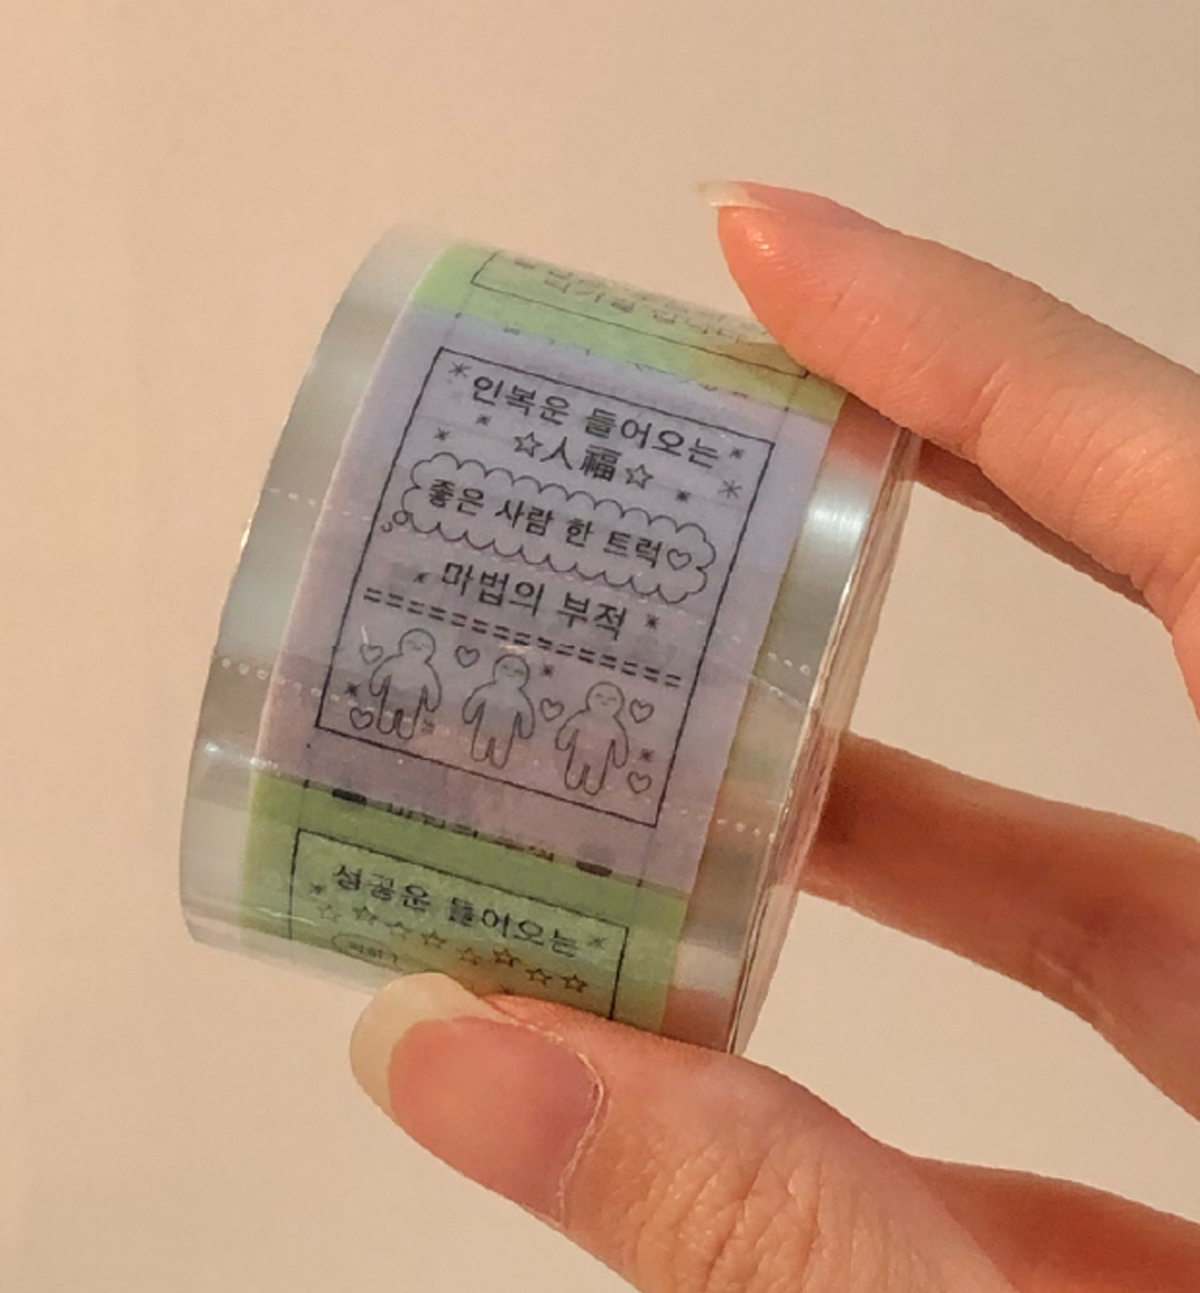 인복운 들어오는
☆人福☆
좋은 사람 한 트럭♡
마법의 부적
성공운 들어오는